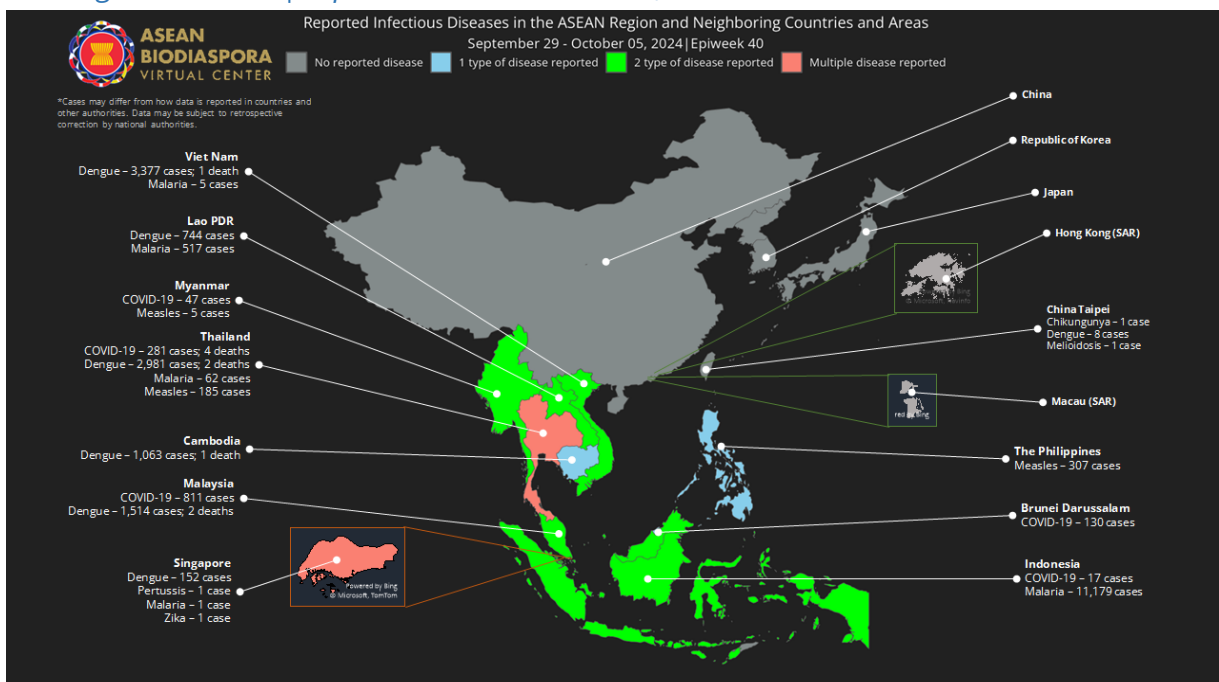 Reported Infectious Diseases in the ASEAN Region and Neighboring Countries and Areas
September 29 - October 05, 2024|Epiweek 40
ASEAN
BIODIASPORA
VIRTUAL CENTER
No reported disease
1 type of disease reported
2 type of disease reported
Multiple disease reported
*Cases may differ from how data is reported in countries and
other authorities. Data may be subject to retrospective
correction by national authorities.
Viet Nam
Dengue – 3,377 cases; 1 death
Malaria – 5 cases
Lao PDR
Dengue – 744 cases
Malaria – 517 cases
Myanmar
COVID-19 – 47 cases
Measles – 5 cases
Thailand
COVID-19 – 281 cases; 4 deaths
Dengue – 2,981 cases; 2 deaths
Malaria – 62 cases
Measles – 185 cases
Cambodia
Dengue – 1,063 cases; 1 death
Malaysia
COVID-19 – 811 cases
Dengue – 1,514 cases; 2 deaths
Singapore
Dengue – 152 cases
Pertussis – 1 case
Malaria – 1 case
Zika – 1 case
Powered by Bing
© Microsoft, TomTom
China
Republic of Korea
Japan
Hong Kong (SAR)
China Taipei
Chikungunya – 1 case
Dengue – 8 cases
Melioidosis – 1 case
Macau (SAR)
red by Bing
The Philippines
Measles – 307 cases
Brunei Darussalam
COVID-19 – 130 cases
Indonesia
COVID-19 – 17 cases
Malaria – 11,179 cases